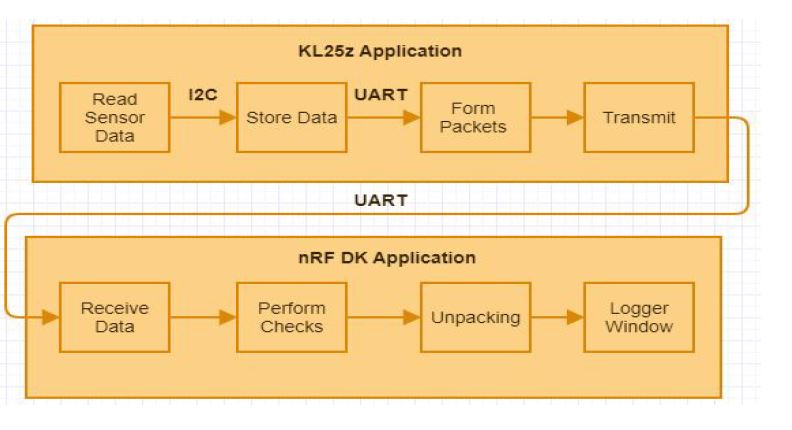 KL25z Application
Read
Sensor
Data
I2C
Store Data
UART
Form
Packets
Transmit
UART
nRF DK Application
Receive
Data
Perform
Checks
Unpacking
Logger
Window